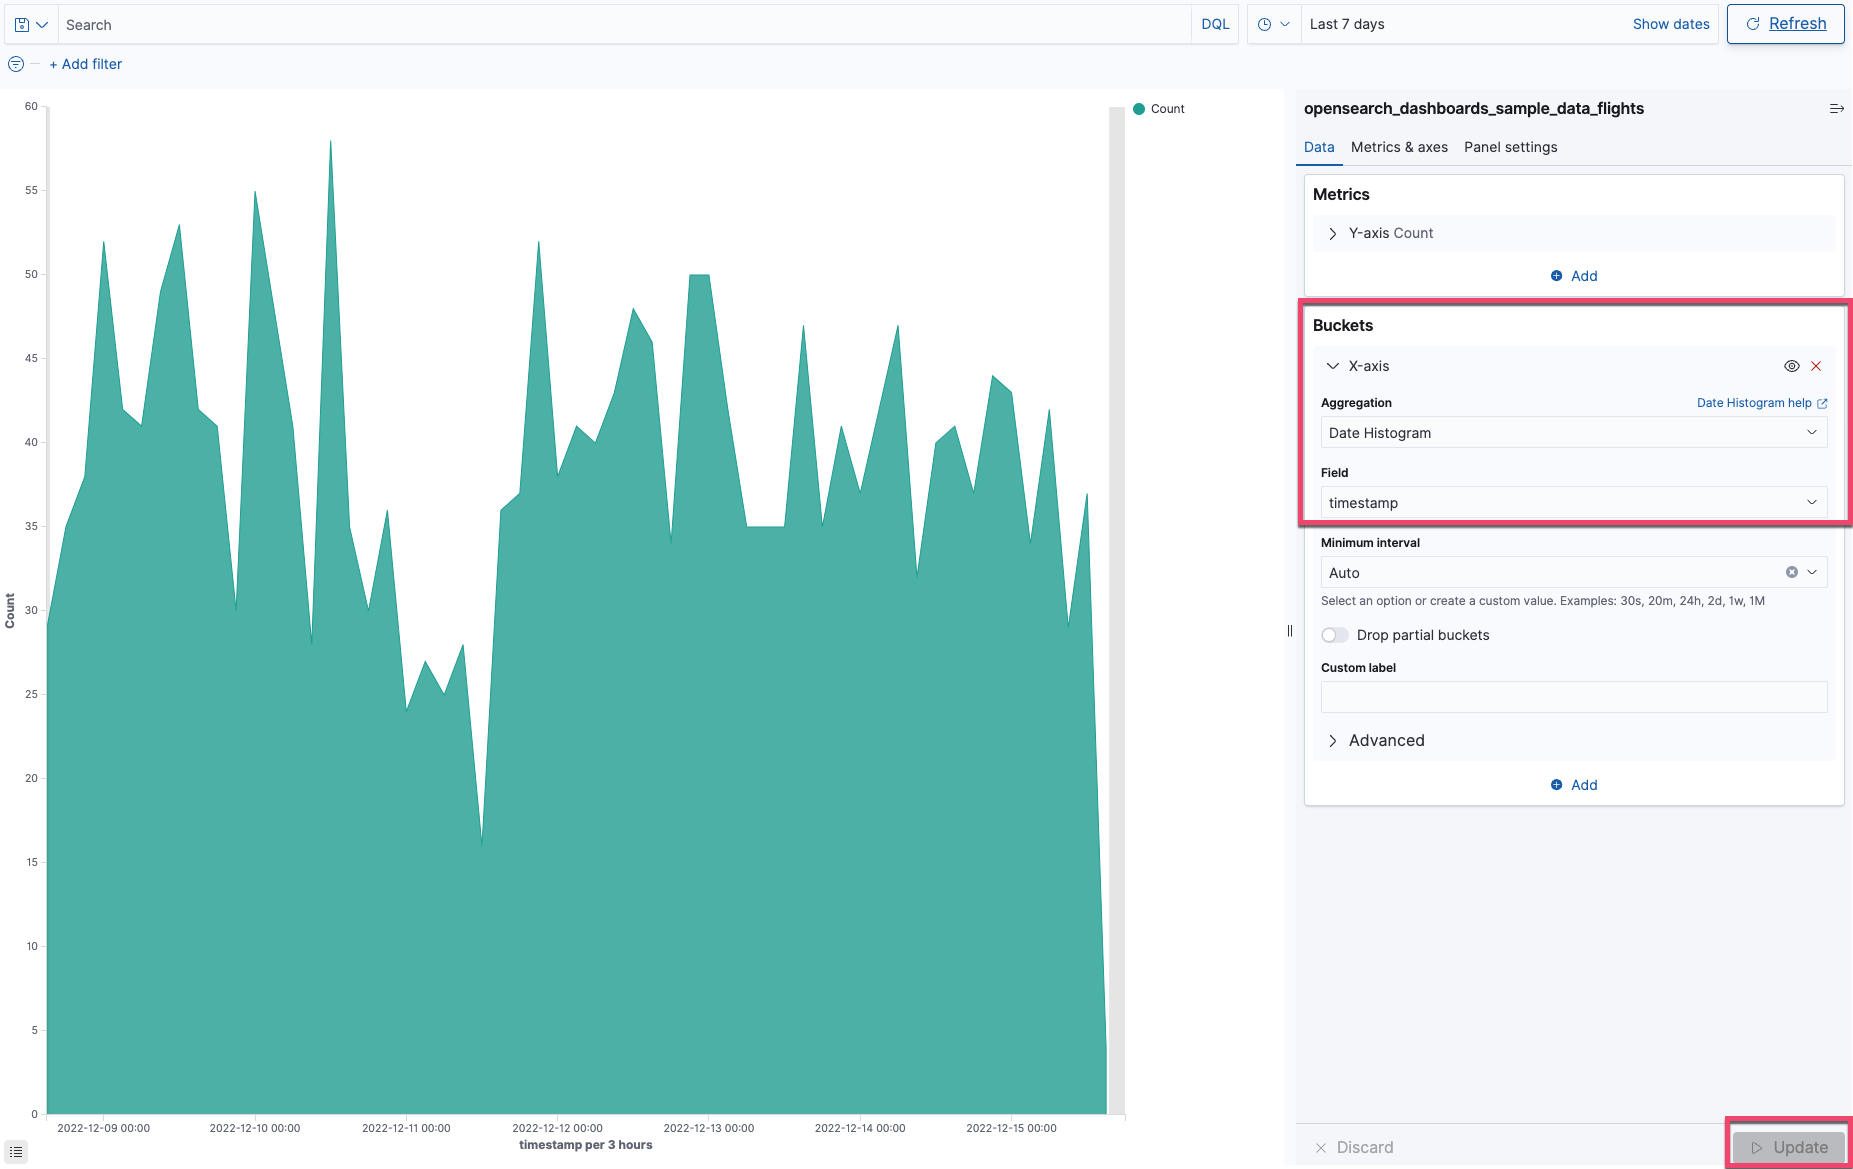 Search DQL Last 7 days Show dates Refresh
+ Add filter
Count
60
55
50
45
40
35
30
25
20
15
10
5
0
Count
2022-12-09 00:00 2022-12-10 00:00 2022-12-11 00:00 2022-12-12 00:00 2022-12-13 00:00 2022-12-14 00:00 2022-12-15 00:00
timestamp per 3 hours
opensearch_dashboards_sample_data_flights
Data Metrics & axes Panel settings
Metrics
Y-axis Count
Add
Buckets
X-axis
Aggregation Date Histogram help
Date Histogram
Field
timestamp
Minimum interval
Auto
Select an option or create a custom value. Examples: 30s, 20m, 24h, 2d, 1w, 1M
Drop partial buckets
Custom label
Advanced
Add
Discard Update